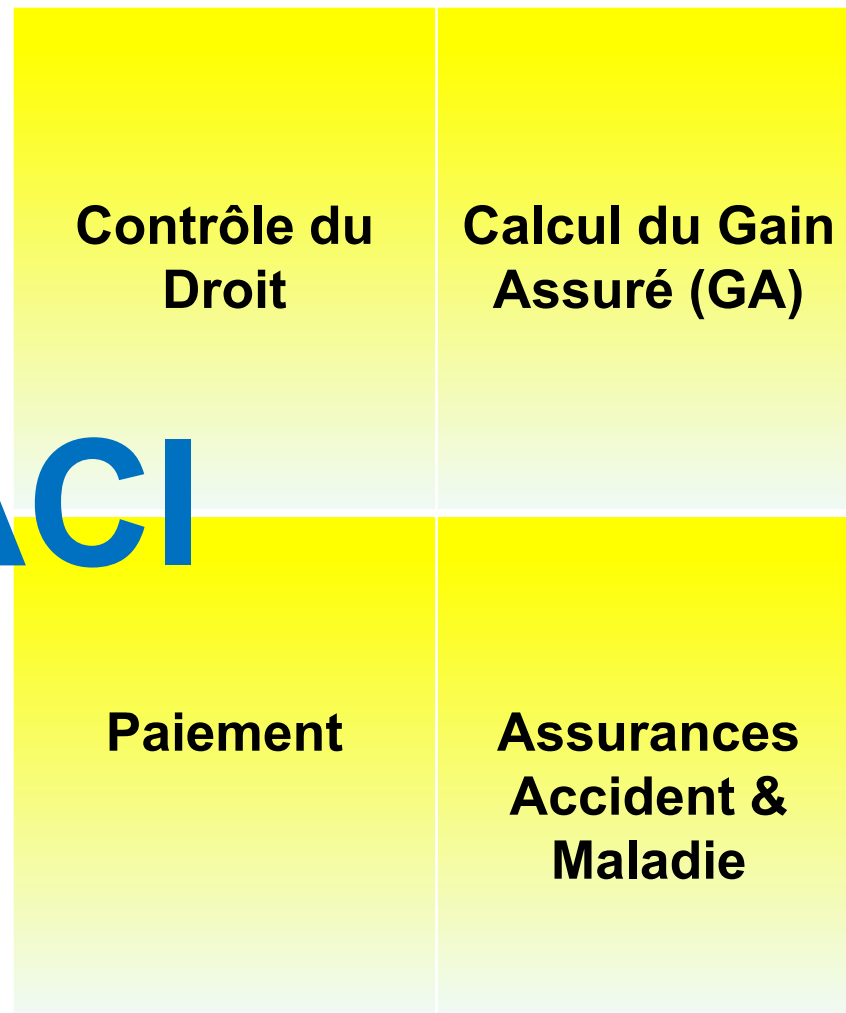 Contrôle du
Droit
Calcul du Gain
Assuré (GA)
ACI
Paiement
Assurances
Accident &
Maladie